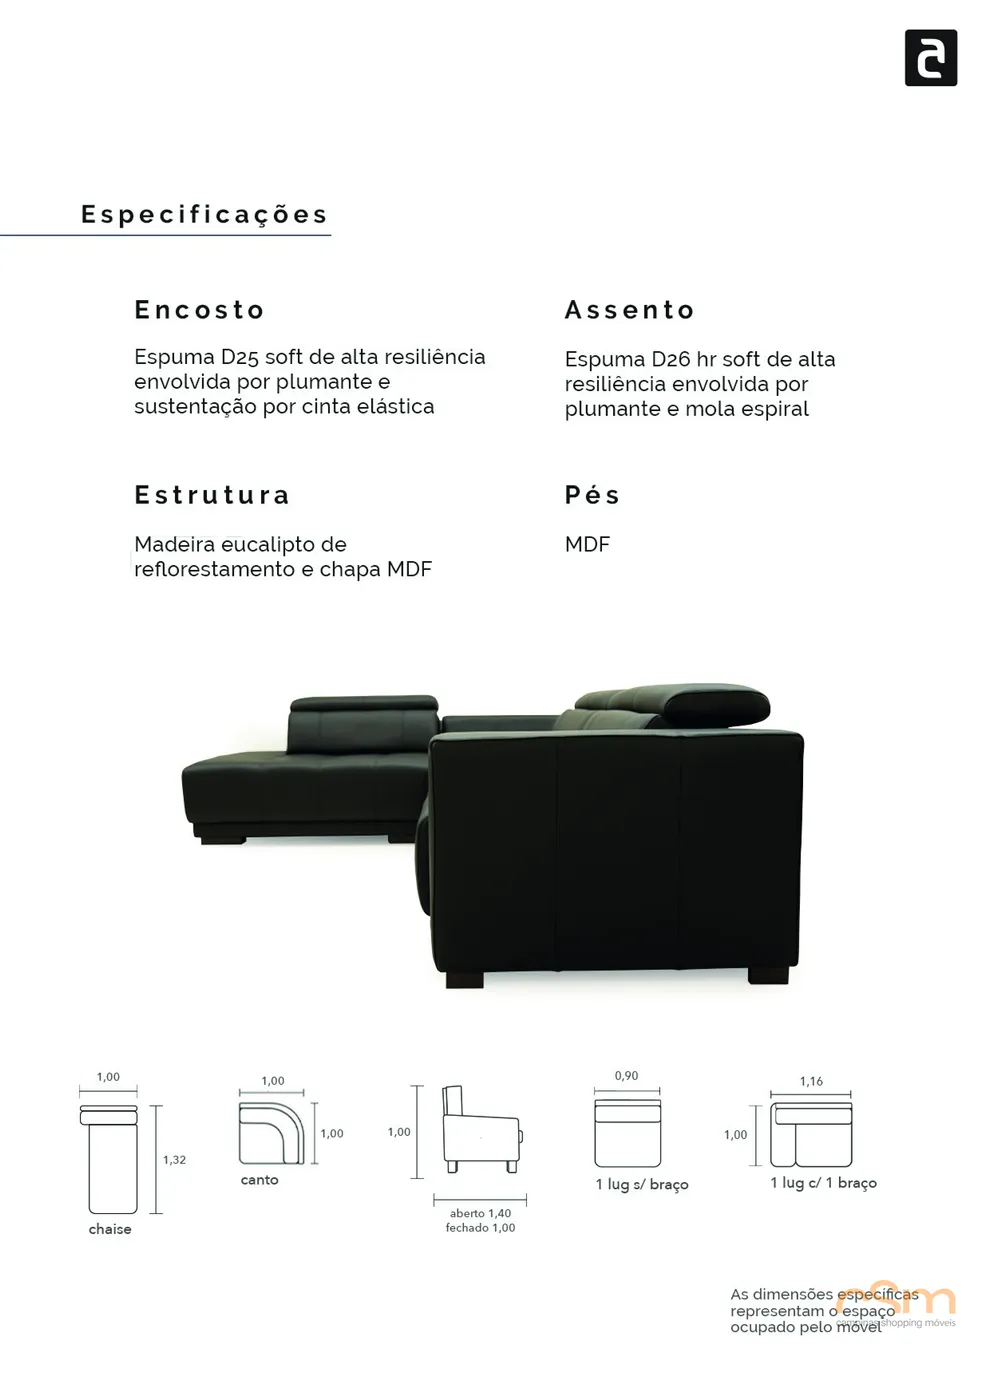 Especificações
Encosto
Espuma D25 soft de alta resiliência
envolvida por plumante e
sustentação por cinta elástica
Assento
Espuma D26 hr soft de alta
resiliência envolvida por
plumante e mola espiral
Estrutura
Madeira eucalipto de
reflorestamento e chapa MDF
Pés
MDF
1,00
1,32
chaise
1,00
1,00
canto
1,00
aberto 1,40
fechado 1,00
0,90
1 lug s/ braço
1,16
1,00
1 lug c/ 1 braço
As dimensões específicas
representam o espaço
ocupado pelo móvel
csm
campinas shopping móveis